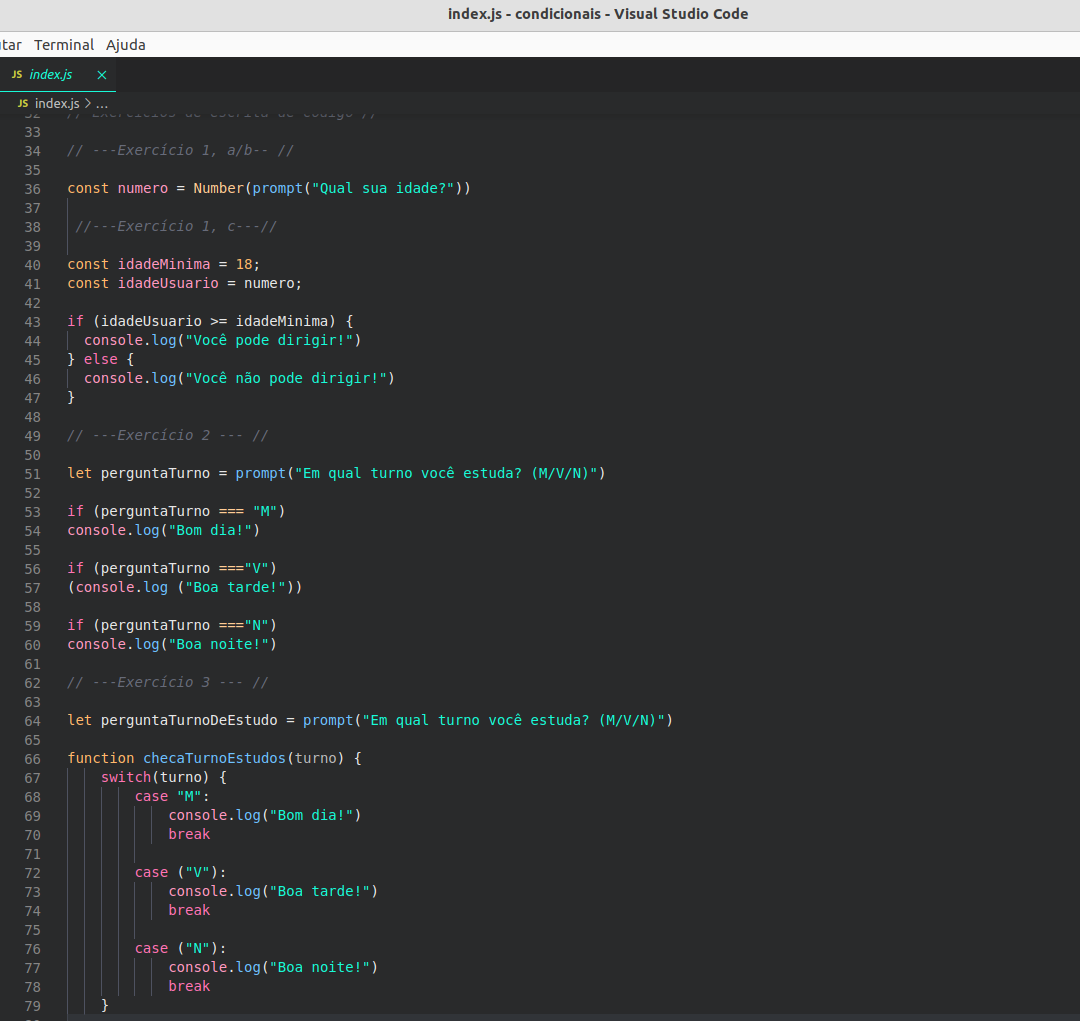 index.js - condicionais - Visual Studio Code
tar Terminal Ajuda
JS index.js ×
JS index.js > ...
32 // Exercícios de escrita de código //
33
34 // ---Exercício 1, a/b-- //
35
36 const numero = Number(prompt("Qual sua idade?"))
37
38 //---Exercício 1, c---//
39
40 const idadeMinima = 18;
41 const idadeUsuario = numero;
42
43 if (idadeUsuario >= idadeMinima) {
44 console.log("Você pode dirigir!")
45 } else {
46 console.log("Você não pode dirigir!")
47 }
48
49 // ---Exercício 2 --- //
50
51 let perguntaTurno = prompt("Em qual turno você estuda? (M/V/N)")
52
53 if (perguntaTurno === "M")
54 console.log("Bom dia!")
55
56 if (perguntaTurno ==="V")
57 (console.log ("Boa tarde!"))
58
59 if (perguntaTurno ==="N")
60 console.log("Boa noite!")
61
62 // ---Exercício 3 --- //
63
64 let perguntaTurnoDeEstudo = prompt("Em qual turno você estuda? (M/V/N)")
65
66 function checaTurnoEstudos(turno) {
67 switch(turno) {
68 case "M":
69 console.log("Bom dia!")
70 break
71
72 case ("V"):
73 console.log("Boa tarde!")
74 break
75
76 case ("N"):
77 console.log("Boa noite!")
78 break
79 }